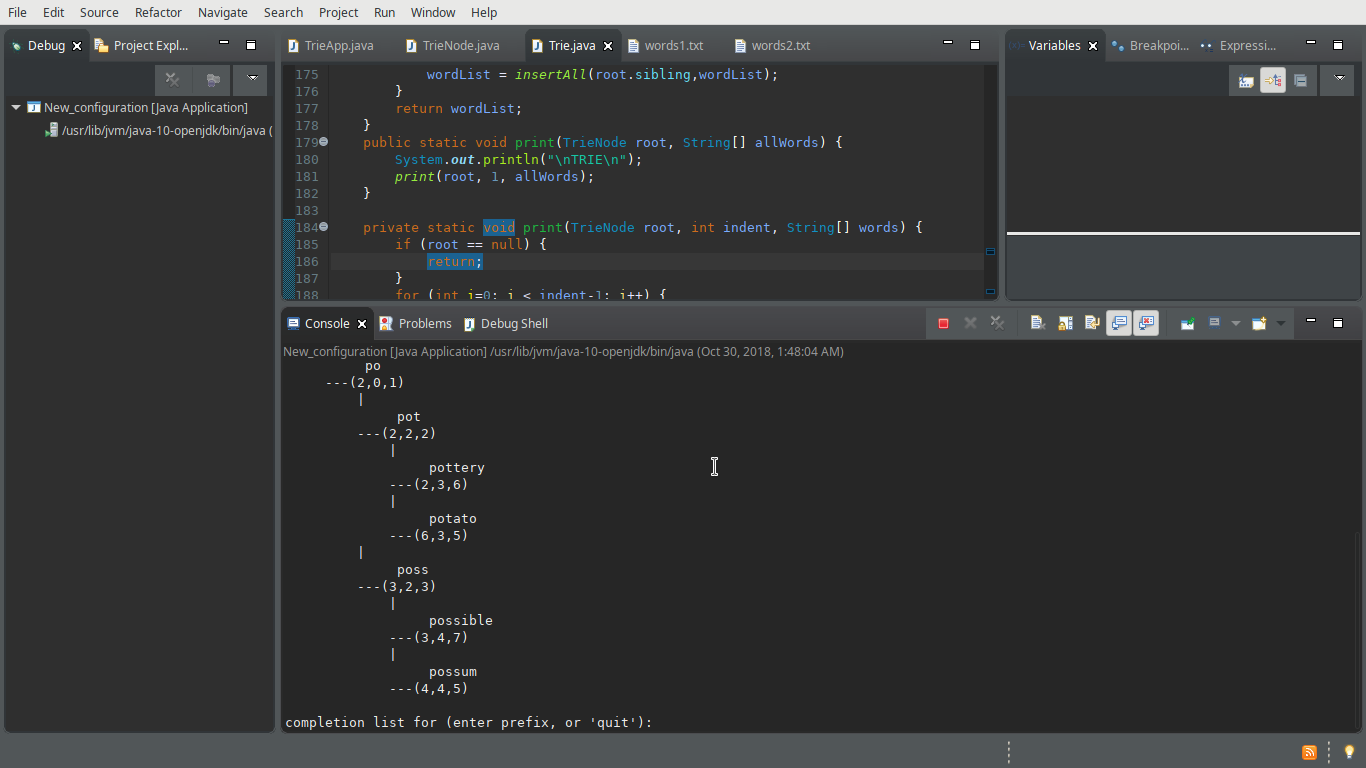 File Edit Source Refactor Navigate Search Project Run Window Help
Debug Project Expl...
TrieApp.java TrieNode.java Trie.java words1.txt words2.txt
Variables Breakpoi... Expressi...
New_configuration [Java Application]
/usr/lib/jvm/java-10-openjdk/bin/java (
175 wordList = insertAll(root.sibling,wordList);
176 }
177 return wordList;
178 }
179 public static void print(TrieNode root, String[] allWords) {
180 System.out.println("\nTRIE\n");
181 print(root, 1, allWords);
182 }
183
184 private static void print(TrieNode root, int indent, String[] words) {
185 if (root == null) {
186 return;
187 }
188 for (int i=0; i < indent-1; i++) {
Console Problems Debug Shell
New_configuration [Java Application] /usr/lib/jvm/java-10-openjdk/bin/java (Oct 30, 2018, 1:48:04 AM)
po
---(2,0,1)
|
pot
---(2,2,2)
|
pottery
---(2,3,6)
|
potato
---(6,3,5)
|
poss
---(3,2,3)
|
possible
---(3,4,7)
|
possum
---(4,4,5)
completion list for (enter prefix, or 'quit'):